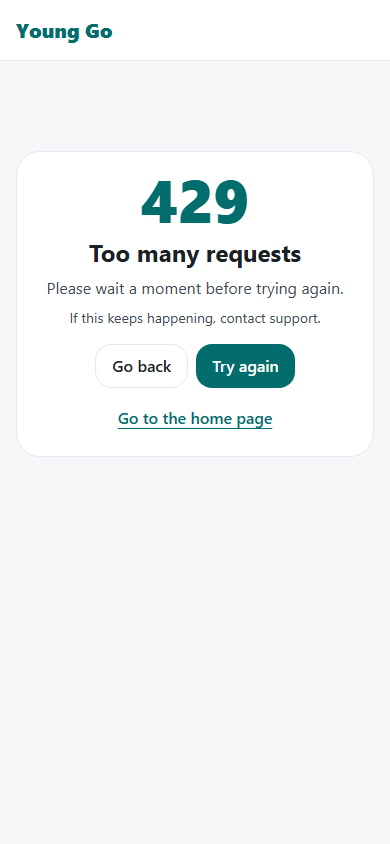 Young Go
429
Too many requests
Please wait a moment before trying again.
If this keeps happening, contact support.
Go back
Try again
Go to the home page